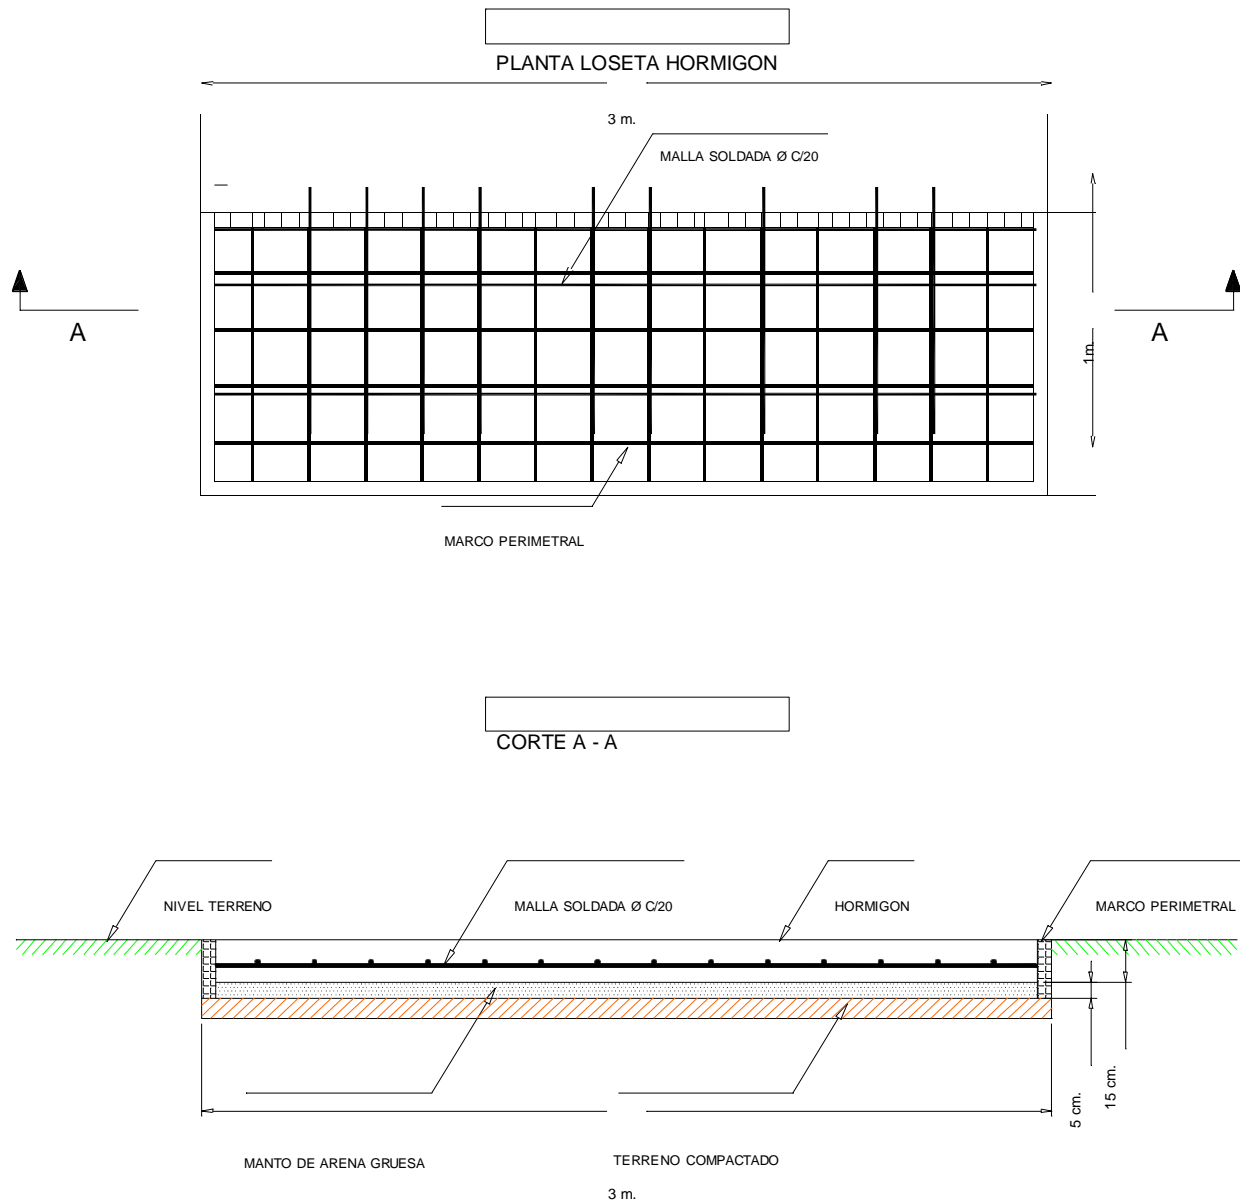 PLANTA LOSETA HORMIGON
3 m.
MALLA SOLDADA Ø C/20
A
A
1m.
MARCO PERIMETRAL
CORTE A - A
NIVEL TERRENO
MALLA SOLDADA Ø C/20
HORMIGON
MARCO PERIMETRAL
5 cm.
15 cm.
MANTO DE ARENA GRUESA
TERRENO COMPACTADO
3 m.